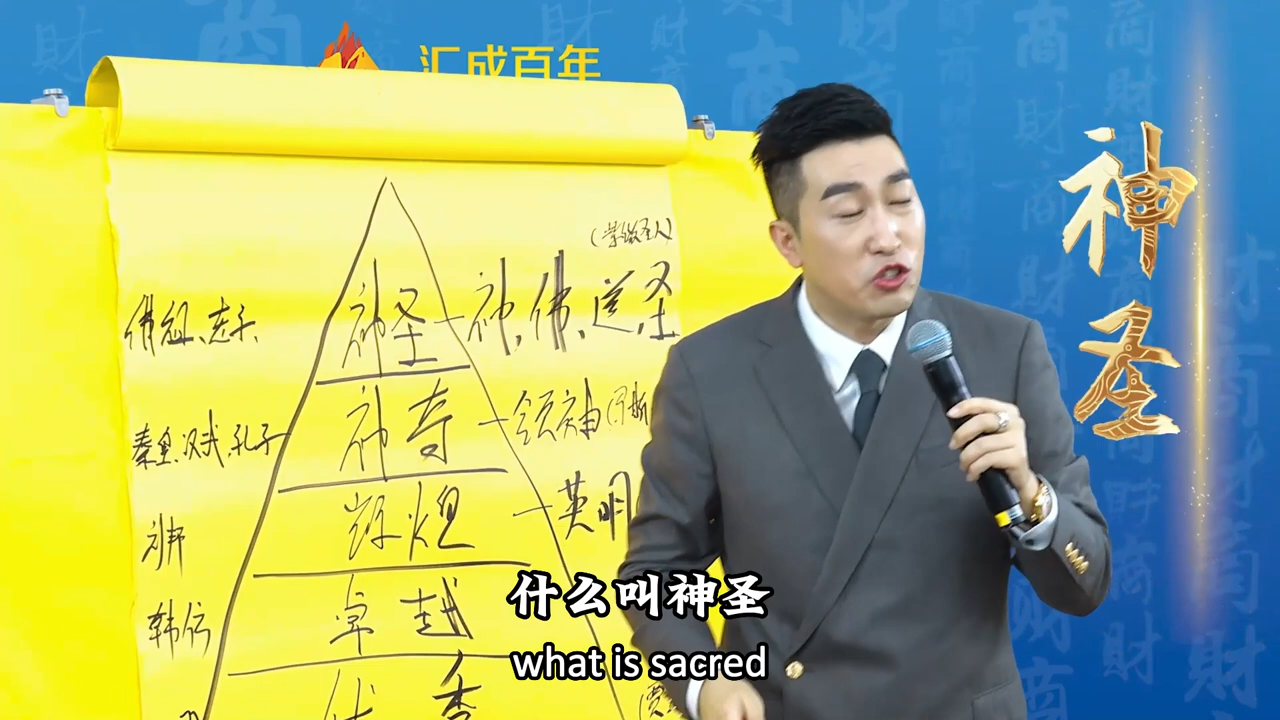 汇成百年
神圣
(学做圣人)
佛祖、老子、
神圣
神,佛,道,圣
秦皇.汉武.孔子
神奇
领袖
辉煌
英明
韩信
卓越
优秀
什么叫神圣
what is sacred